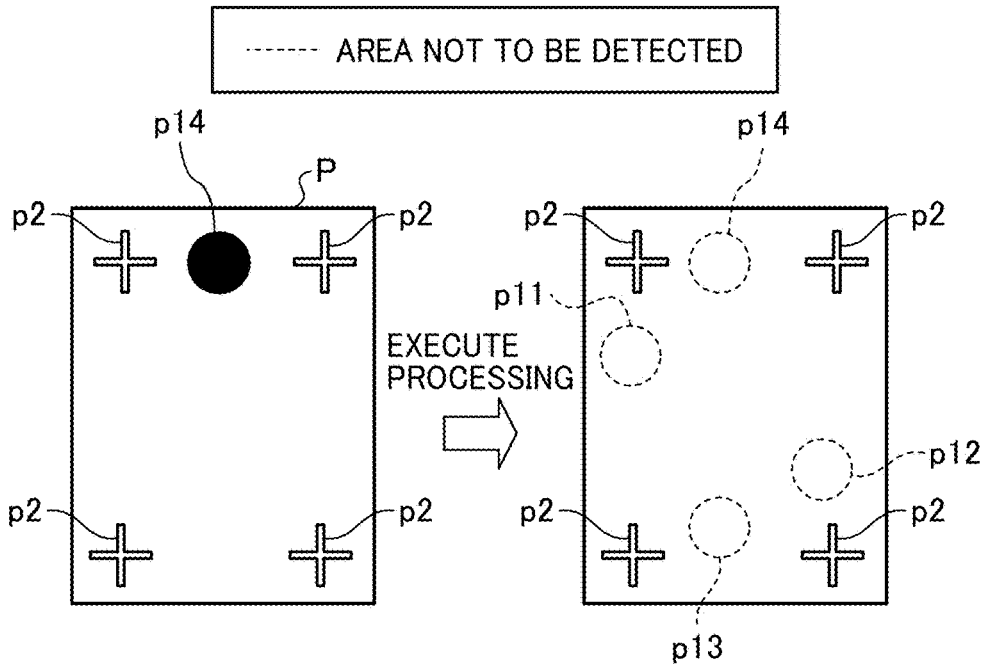 AREA NOT TO BE DETECTED
p14
P
p2
p2
p2
p2
EXECUTE
PROCESSING
p14
p2
p2
p11
p12
p2
p2
p13